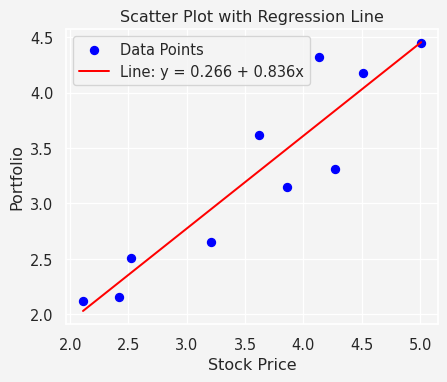 Scatter Plot with Regression Line
Data Points
Line: y = 0.266 + 0.836x
4.5
4.0
3.5
3.0
2.5
2.0
Portfolio
2.0 2.5 3.0 3.5 4.0 4.5 5.0
Stock Price